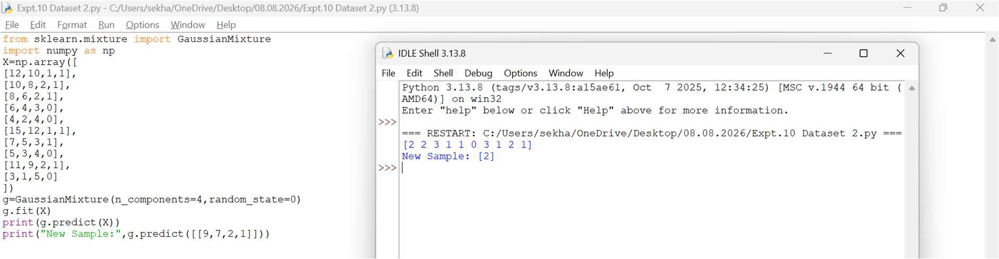 Expt.10 Dataset 2.py - C:/Users/sekha/OneDrive/Desktop/08.08.2026/Expt.10 Dataset 2.py (3.13.8)
File Edit Format Run Options Window Help
from sklearn.mixture import GaussianMixture
import numpy as np
X=np.array([
[12,10,1,1],
[10,8,2,1],
[8,6,2,1],
[6,4,3,0],
[4,2,4,0],
[15,12,1,1],
[7,5,3,1],
[5,3,4,0],
[11,9,2,1],
[3,1,5,0]
])
g=GaussianMixture(n_components=4,random_state=0)
g.fit(X)
print(g.predict(X))
print("New Sample:",g.predict([[9,7,2,1]]))
IDLE Shell 3.13.8
File Edit Shell Debug Options Window Help
Python 3.13.8 (tags/v3.13.8:a15ae61, Oct  7 2025, 12:34:25) [MSC v.1944 64 bit (
AMD64)] on win32
Enter "help" below or click "Help" above for more information.
>>>
=== RESTART: C:/Users/sekha/OneDrive/Desktop/08.08.2026/Expt.10 Dataset 2.py ===
[2 2 3 1 1 0 3 1 2 1]
New Sample: [2]
>>>